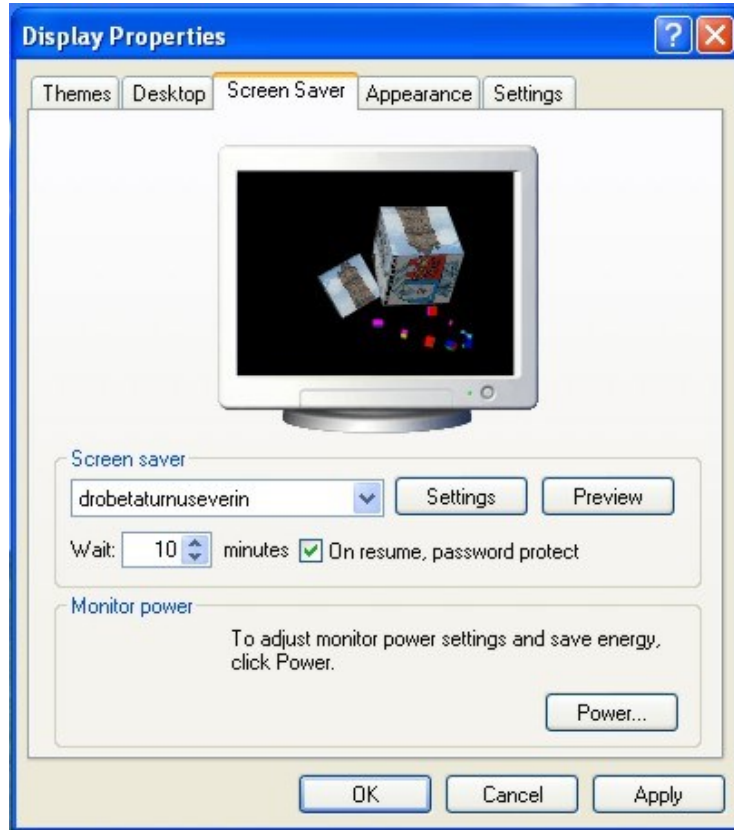 Display Properties
Themes Desktop Screen Saver Appearance Settings
Screen saver
drobetaturnuseverin Settings Preview
Wait: 10 minutes On resume, password protect
Monitor power
To adjust monitor power settings and save energy,
click Power.
Power...
OK Cancel Apply